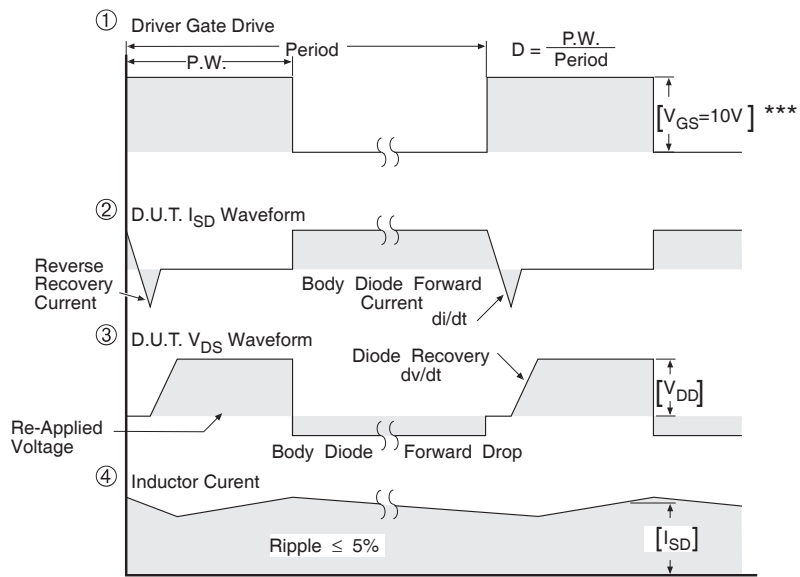 ① Driver Gate Drive
Period
P.W.
D = P.W. / Period
[V_GS=10V] ***
② D.U.T. I_SD Waveform
Reverse
Recovery
Current
Body Diode Forward
Current
di/dt
③ D.U.T. V_DS Waveform
Diode Recovery
dv/dt
[V_DD]
Re-Applied
Voltage
Body Diode Forward Drop
④ Inductor Curent
Ripple ≤ 5%
[I_SD]